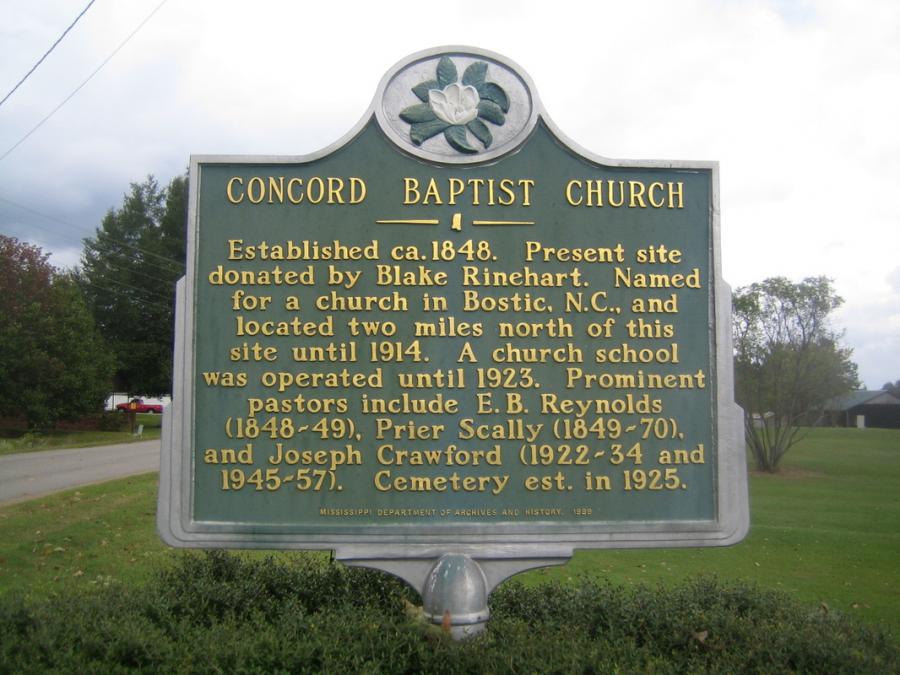 CONCORD BAPTIST CHURCH
Established ca. 1848. Present site
donated by Blake Rinehart. Named
for a church in Bostic, N.C., and
located two miles north of this
site until 1914. A church school
was operated until 1923. Prominent
pastors include E. B. Reynolds
(1848-49), Prier Scally (1849-70),
and Joseph Crawford (1922-34 and
1945-57). Cemetery est. in 1925.
MISSISSIPPI DEPARTMENT OF ARCHIVES AND HISTORY, 1989